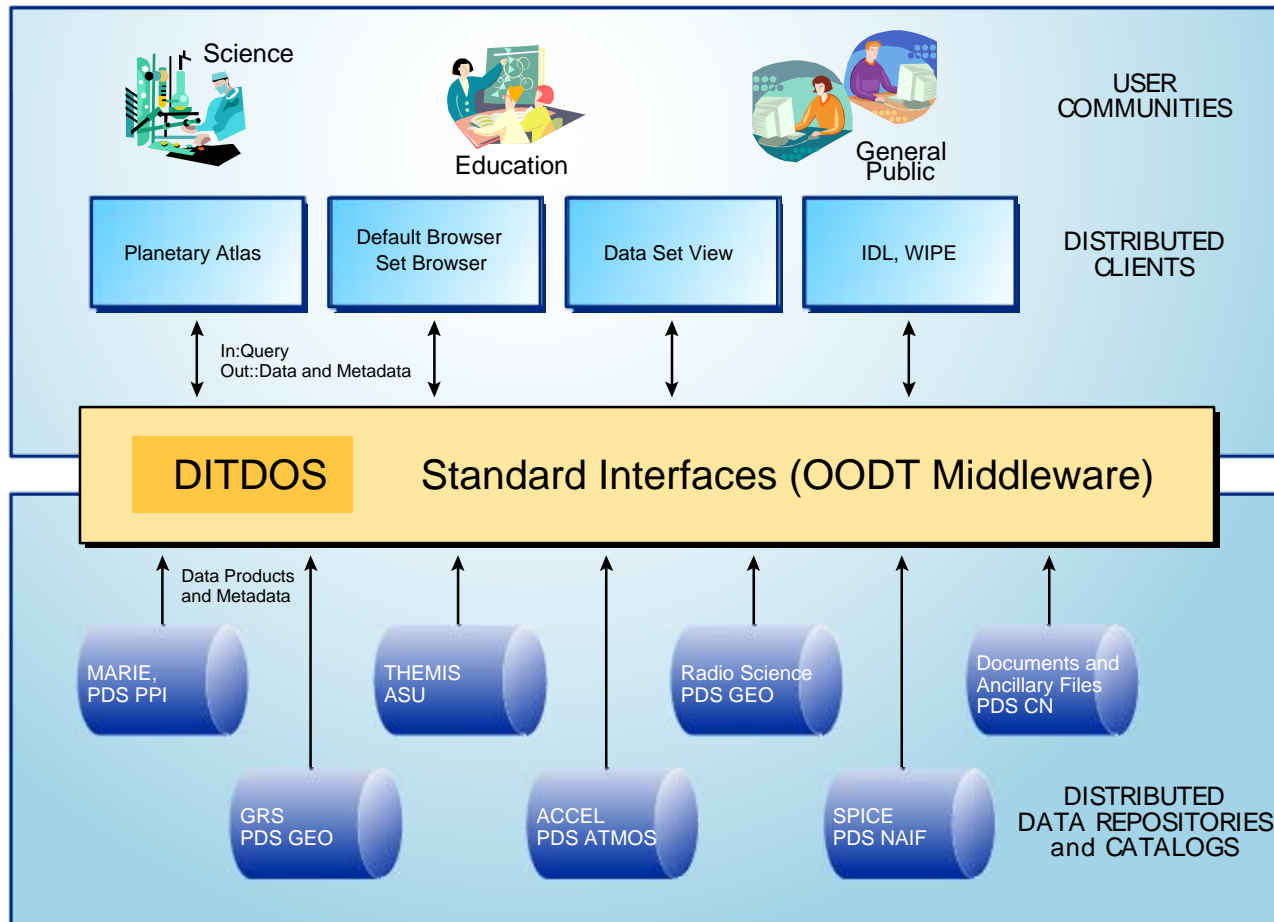 Science
Education
General
Public
USER
COMMUNITIES
Planetary Atlas
Default Browser
Set Browser
Data Set View
IDL, WIPE
DISTRIBUTED
CLIENTS
In:Query
Out::Data and Metadata
DITDOS
Standard Interfaces (OODT Middleware)
Data Products
and Metadata
MARIE,
PDS PPI
THEMIS
ASU
Radio Science
PDS GEO
Documents and
Ancillary Files
PDS CN
GRS
PDS GEO
ACCEL
PDS ATMOS
SPICE
PDS NAIF
DISTRIBUTED
DATA REPOSITORIES
and CATALOGS